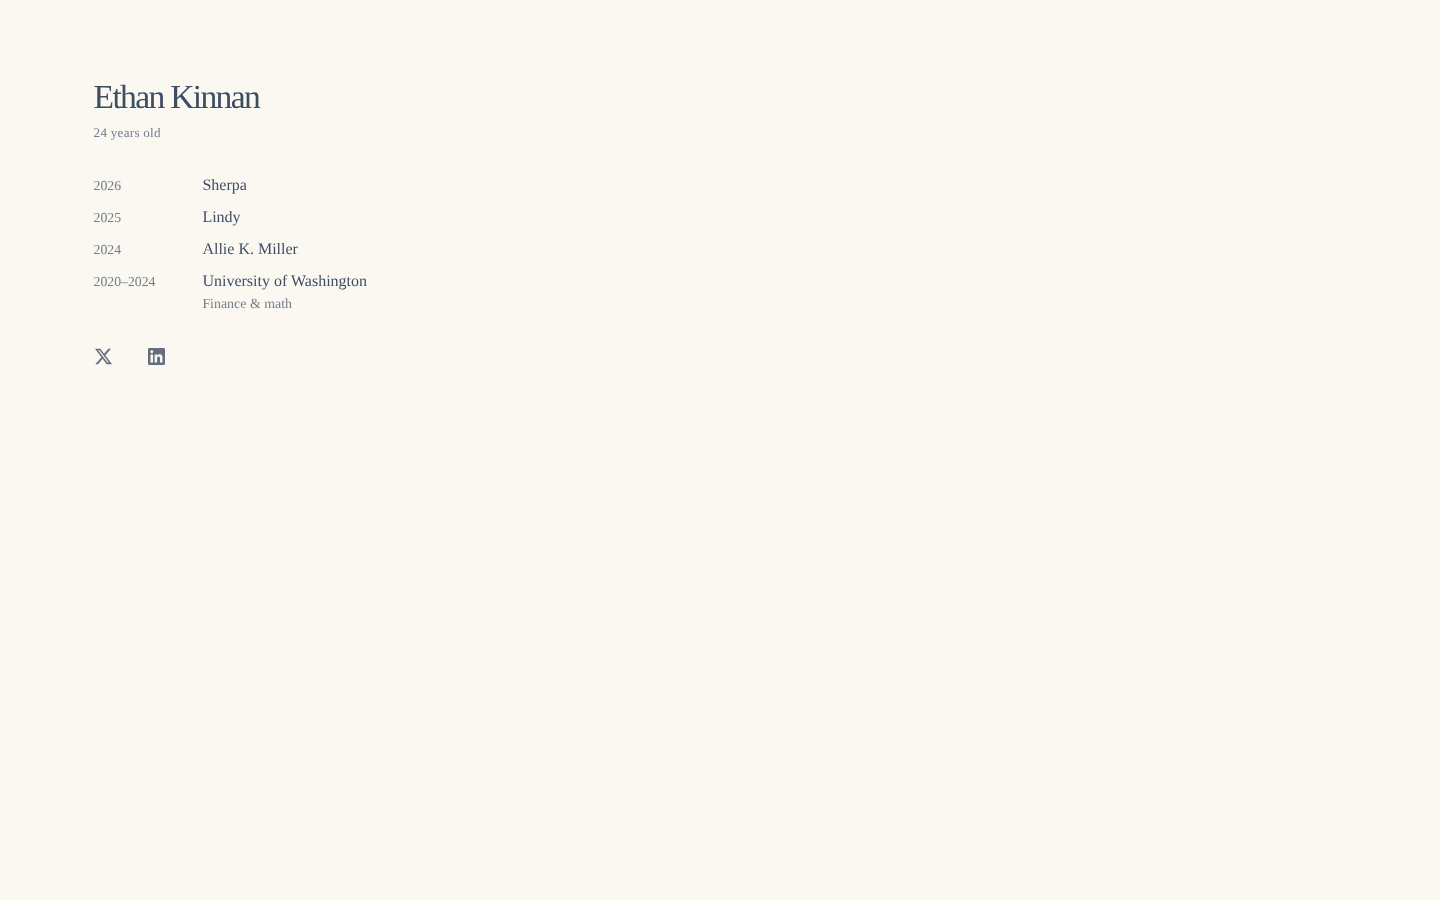 Ethan Kinnan
24 years old
2026 Sherpa
2025 Lindy
2024 Allie K. Miller
2020–2024 University of Washington
Finance & math